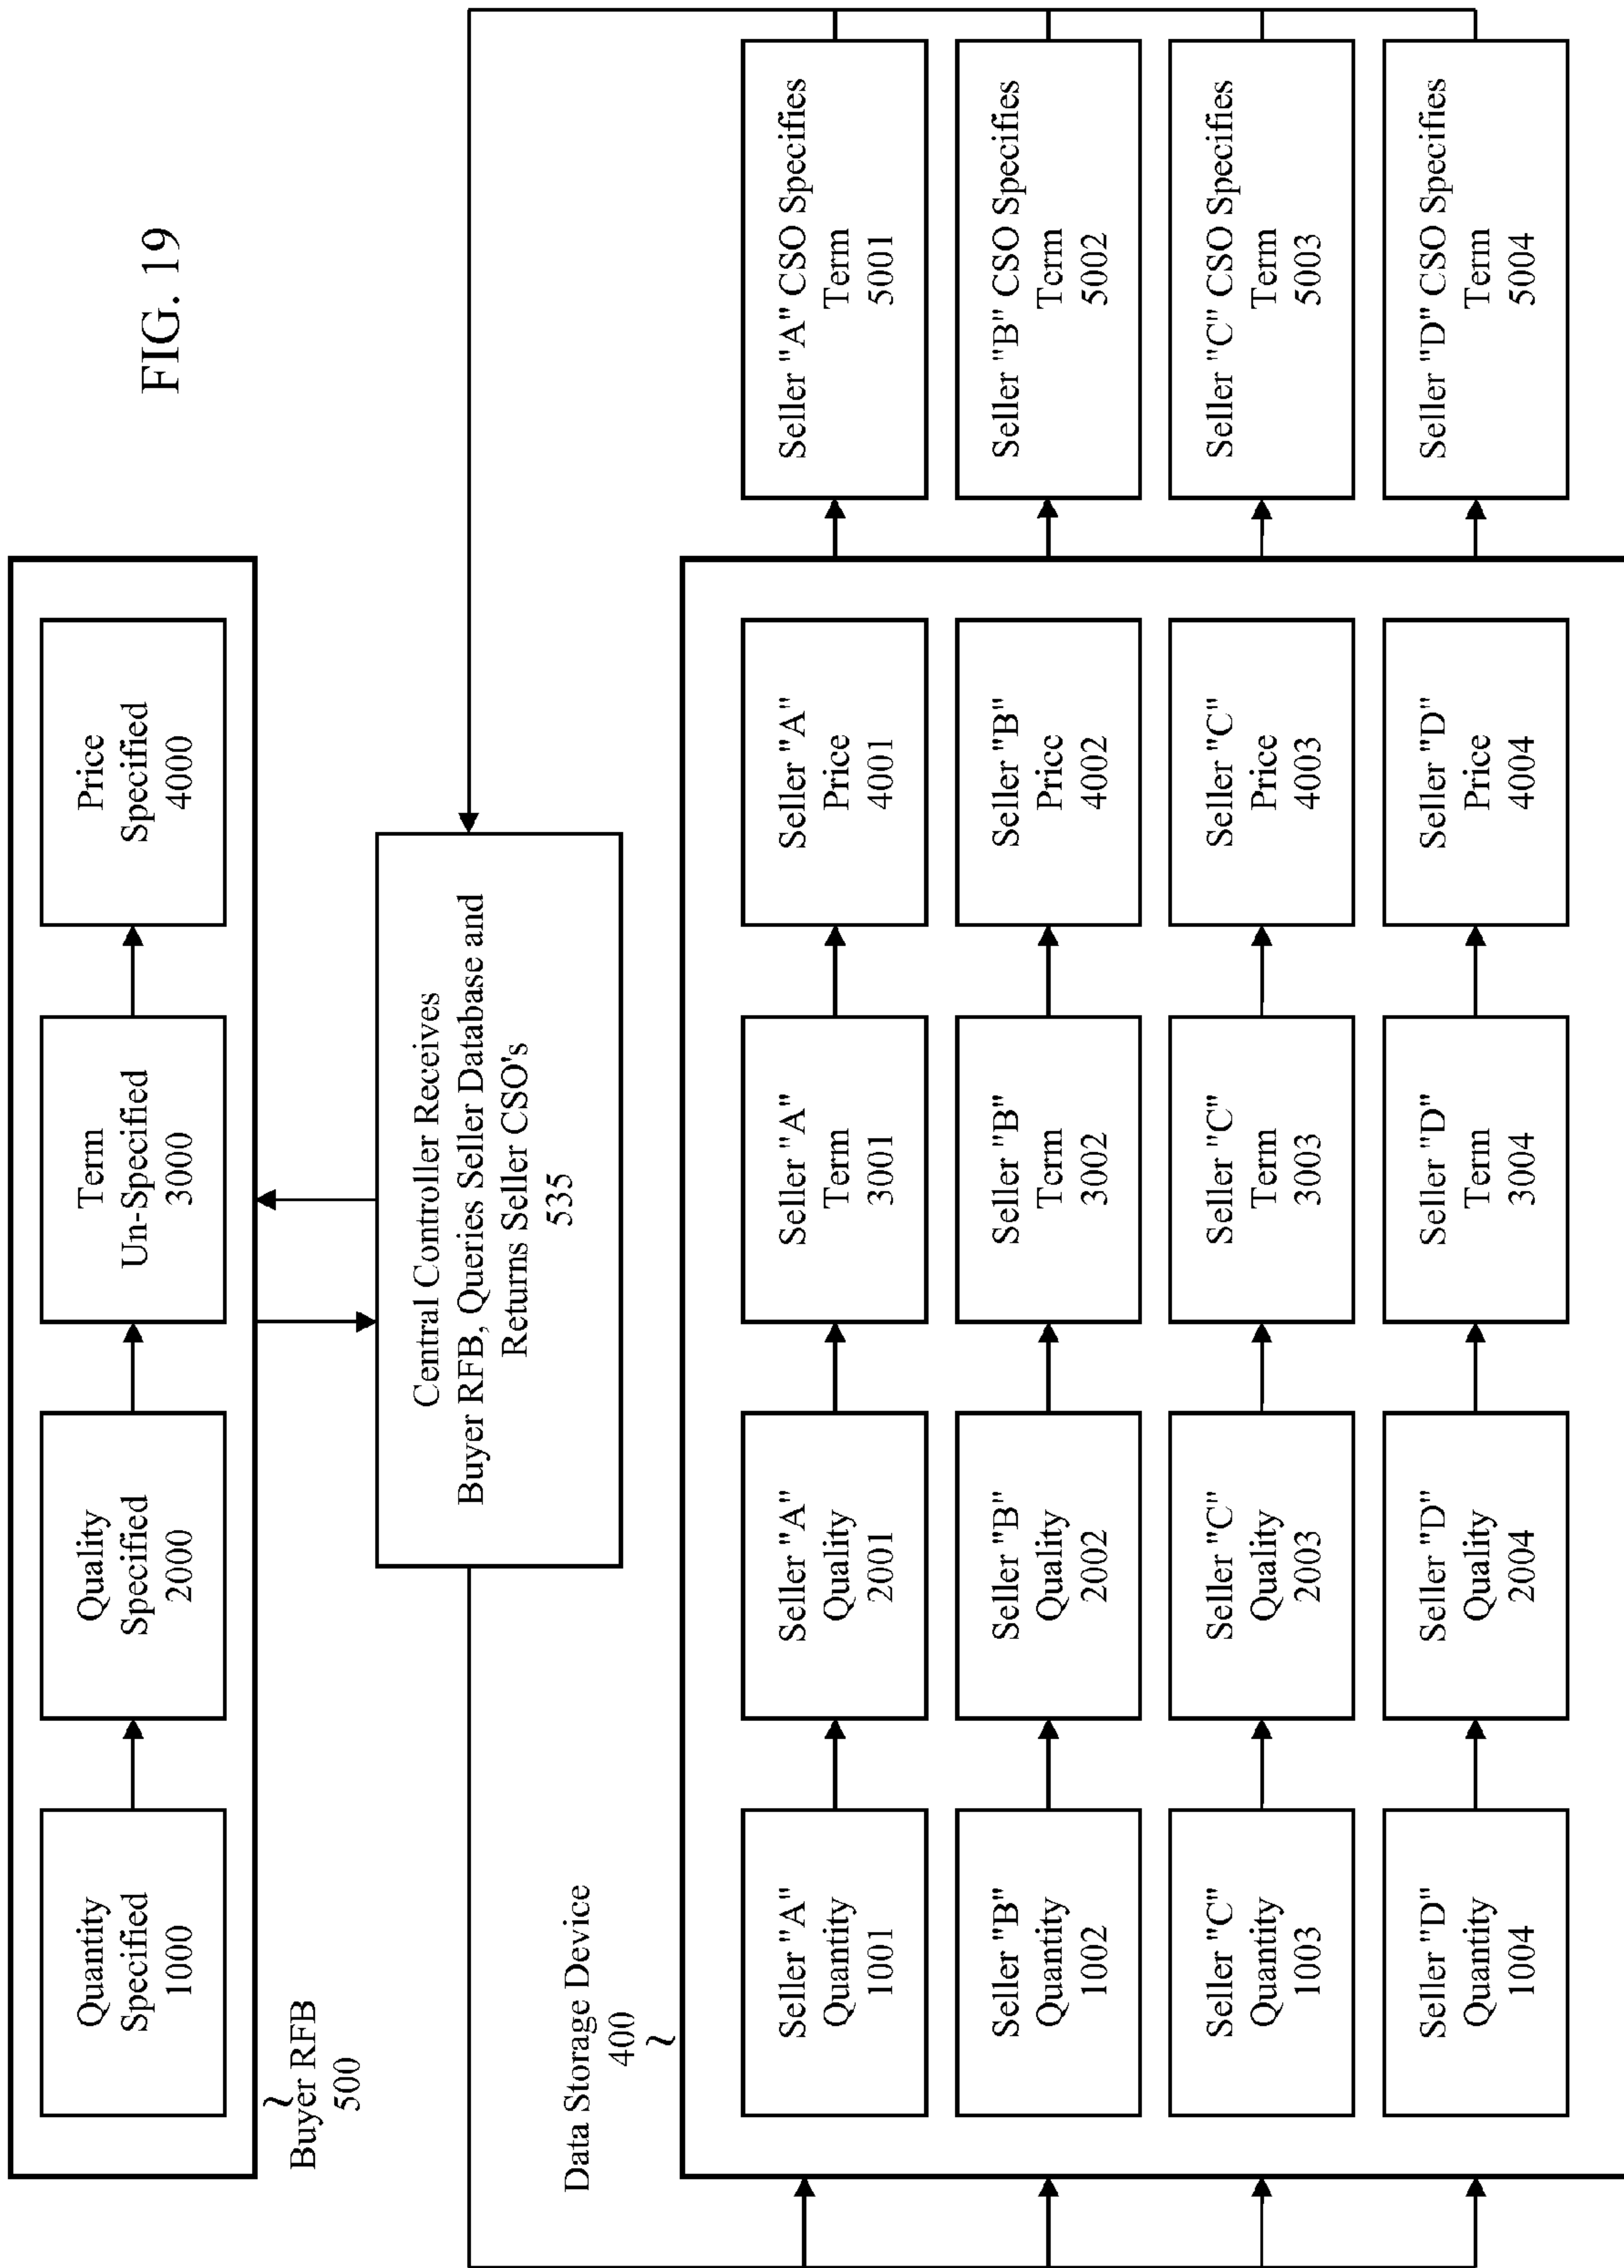 FIG. 19
Quantity
Specified
1000
Quality
Specified
2000
Term
Un-Specified
3000
Price
Specified
4000
Buyer RFB
500
Central Controller Receives
Buyer RFB, Queries Seller Database and
Returns Seller CSO's
535
Data Storage Device
400
Seller "A"
Quantity
1001
Seller "A"
Quality
2001
Seller "A"
Term
3001
Seller "A"
Price
4001
Seller "A" CSO Specifies
Term
5001
Seller "B"
Quantity
1002
Seller "B"
Quality
2002
Seller "B"
Term
3002
Seller "B"
Price
4002
Seller "B" CSO Specifies
Term
5002
Seller "C"
Quantity
1003
Seller "C"
Quality
2003
Seller "C"
Term
3003
Seller "C"
Price
4003
Seller "C" CSO Specifies
Term
5003
Seller "D"
Quantity
1004
Seller "D"
Quality
2004
Seller "D"
Term
3004
Seller "D"
Price
4004
Seller "D" CSO Specifies
Term
5004